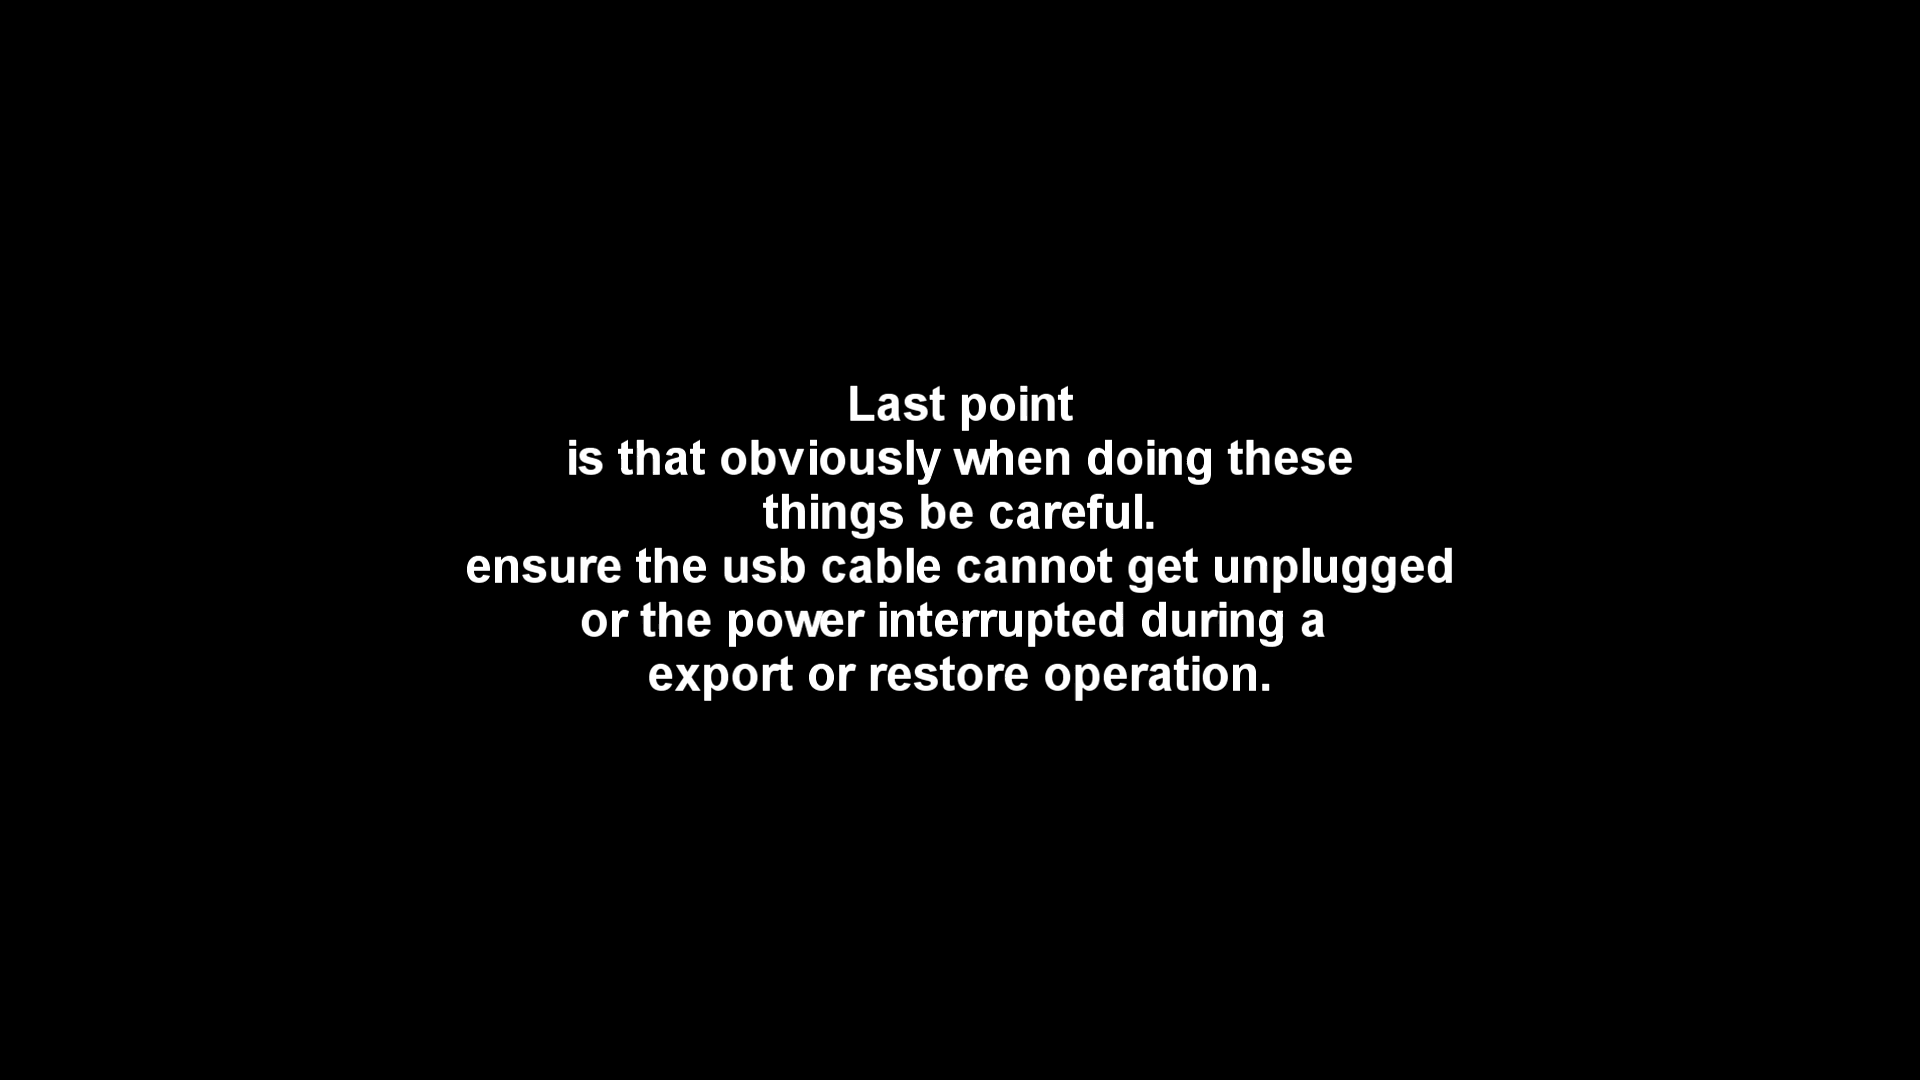 Last point
is that obviously when doing these
things be careful.
ensure the usb cable cannot get unplugged
or the power interrupted during a
export or restore operation.